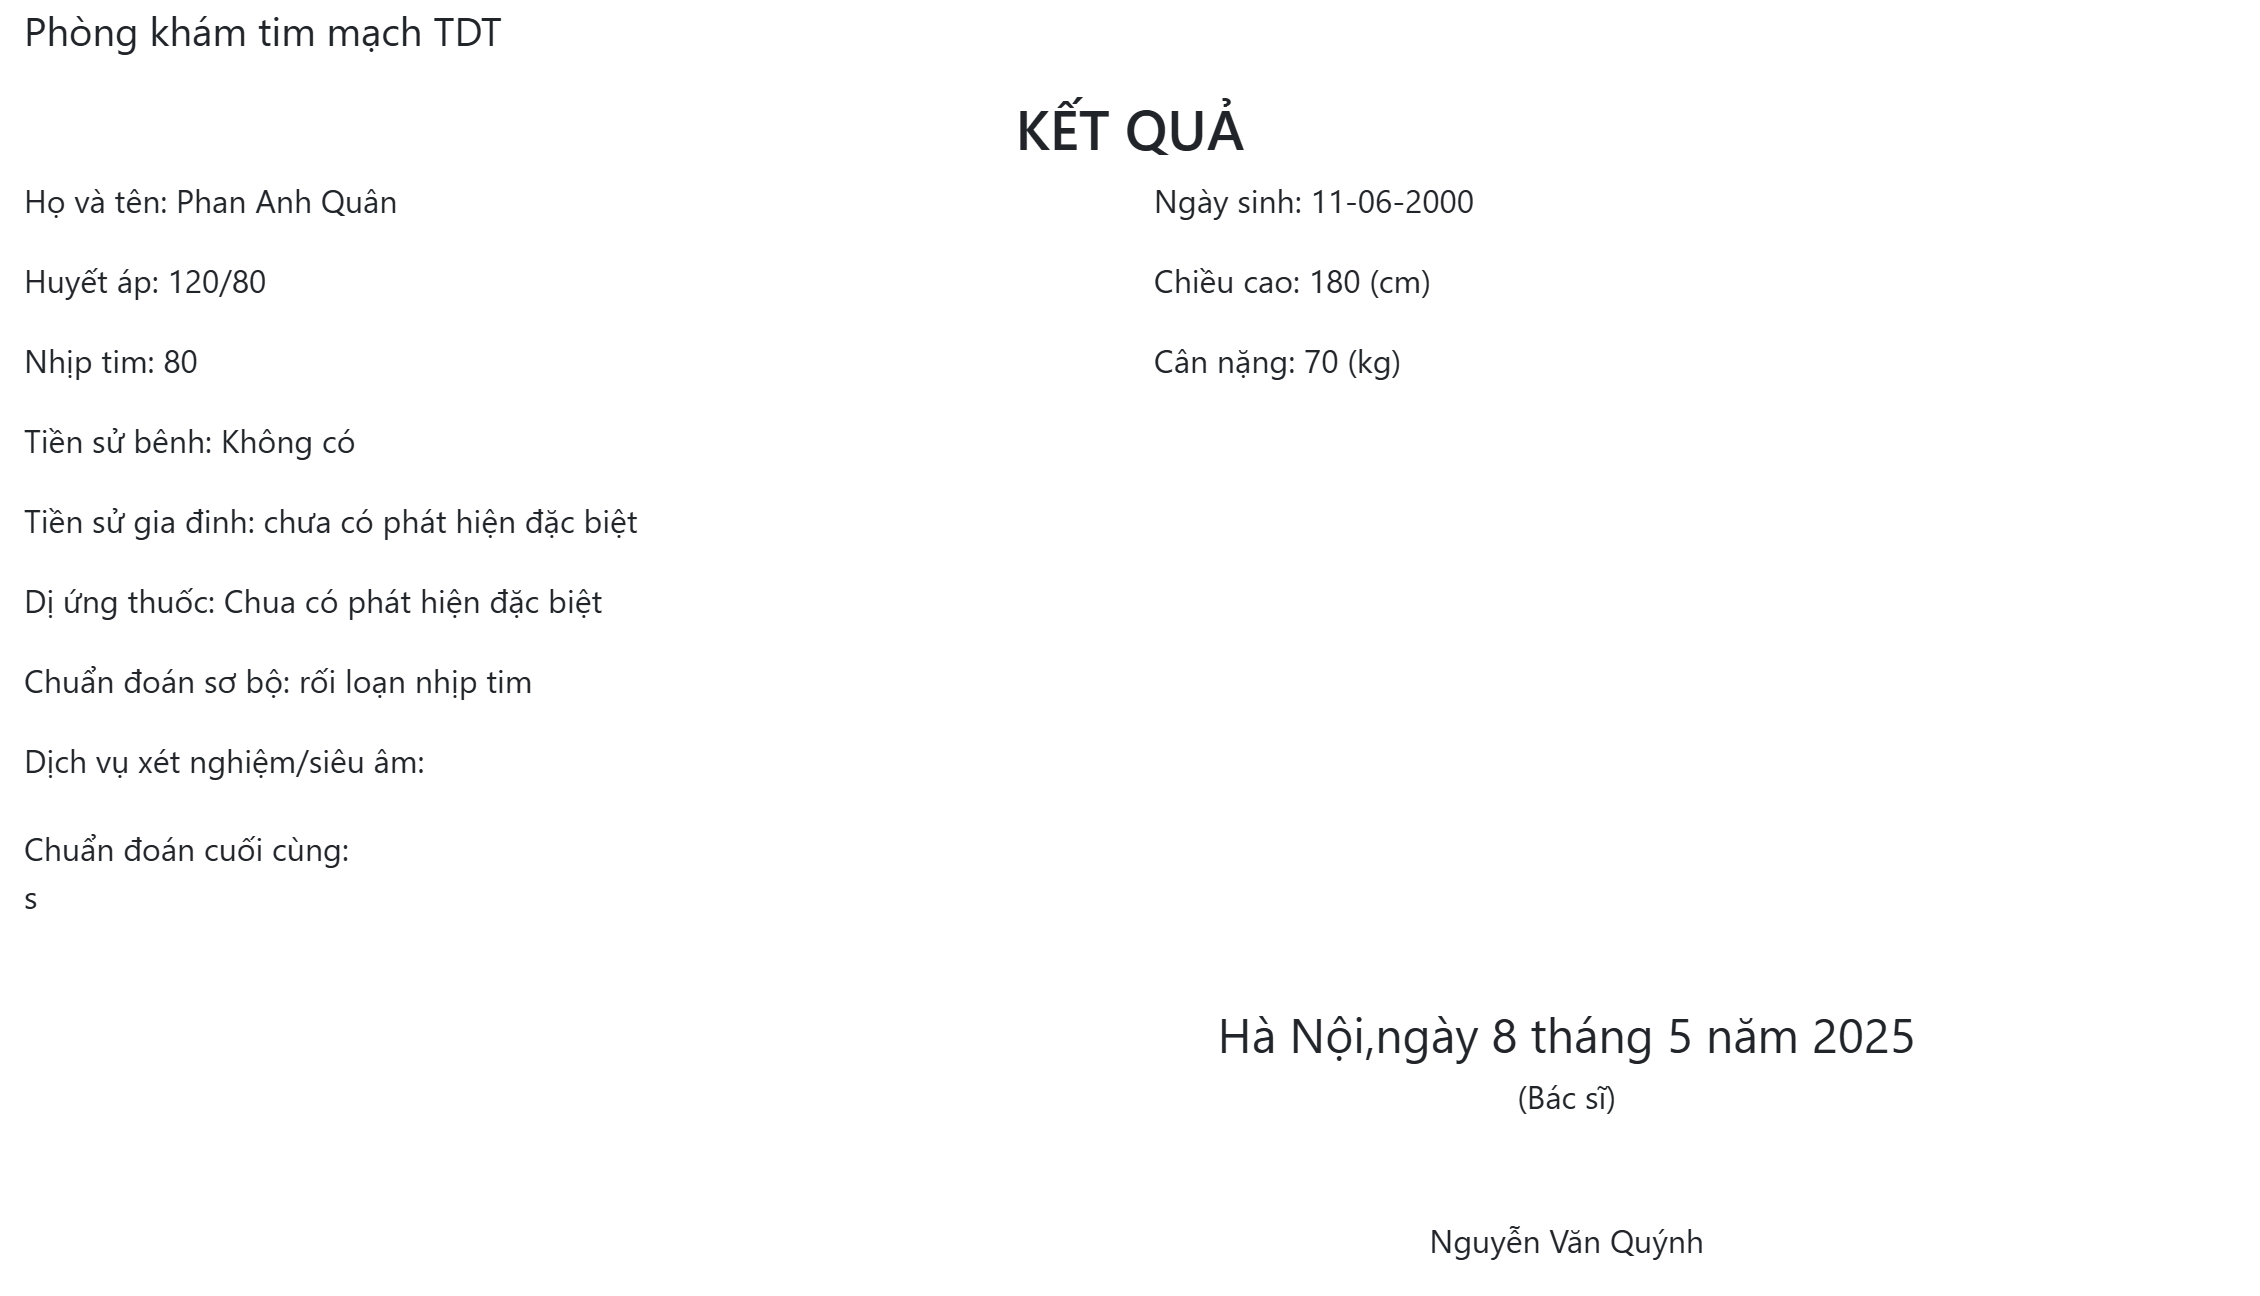 Phòng khám tim mạch TDT
KẾT QUẢ
Họ và tên: Phan Anh Quân
Ngày sinh: 11-06-2000
Huyết áp: 120/80
Chiều cao: 180 (cm)
Nhịp tim: 80
Cân nặng: 70 (kg)
Tiền sử bênh: Không có
Tiền sử gia đinh: chưa có phát hiện đặc biệt
Dị ứng thuốc: Chua có phát hiện đặc biệt
Chuẩn đoán sơ bộ: rối loạn nhịp tim
Dịch vụ xét nghiệm/siêu âm:
Chuẩn đoán cuối cùng:
s
Hà Nội,ngày 8 tháng 5 năm 2025
(Bác sĩ)
Nguyễn Văn Quýnh